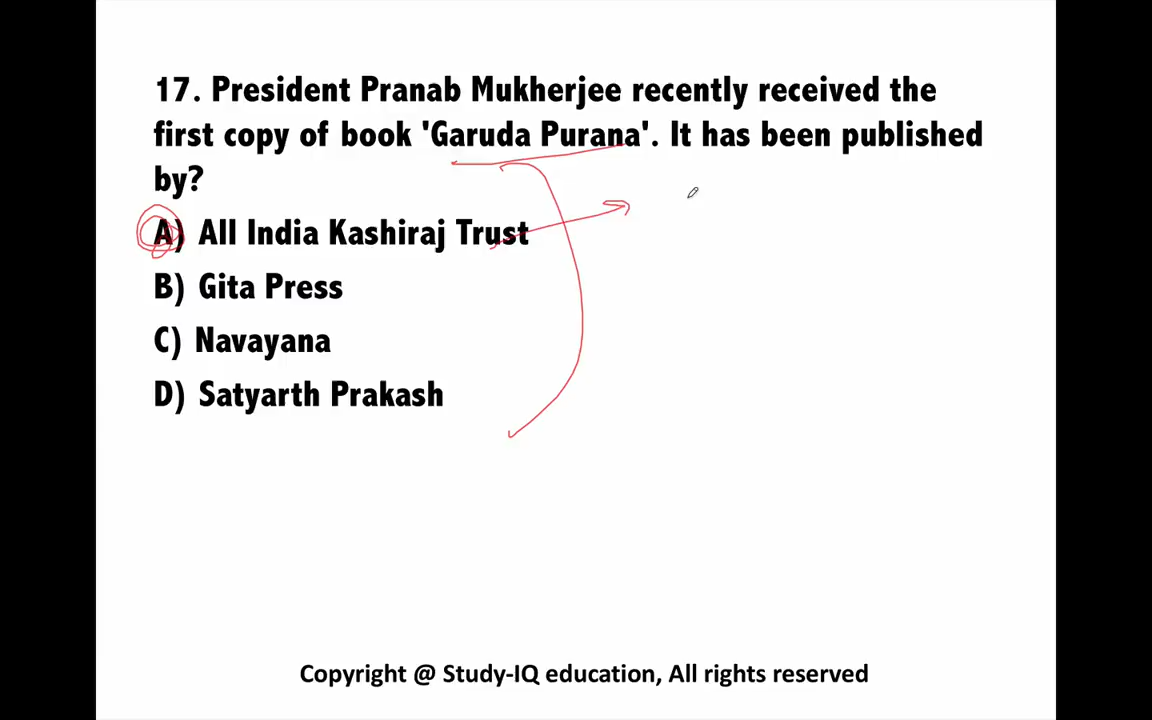 17. President Pranab Mukherjee recently received the
first copy of book 'Garuda Purana'. It has been published
by?
A) All India Kashiraj Trust
B) Gita Press
C) Navayana
D) Satyarth Prakash
Copyright @ Study-IQ education, All rights reserved